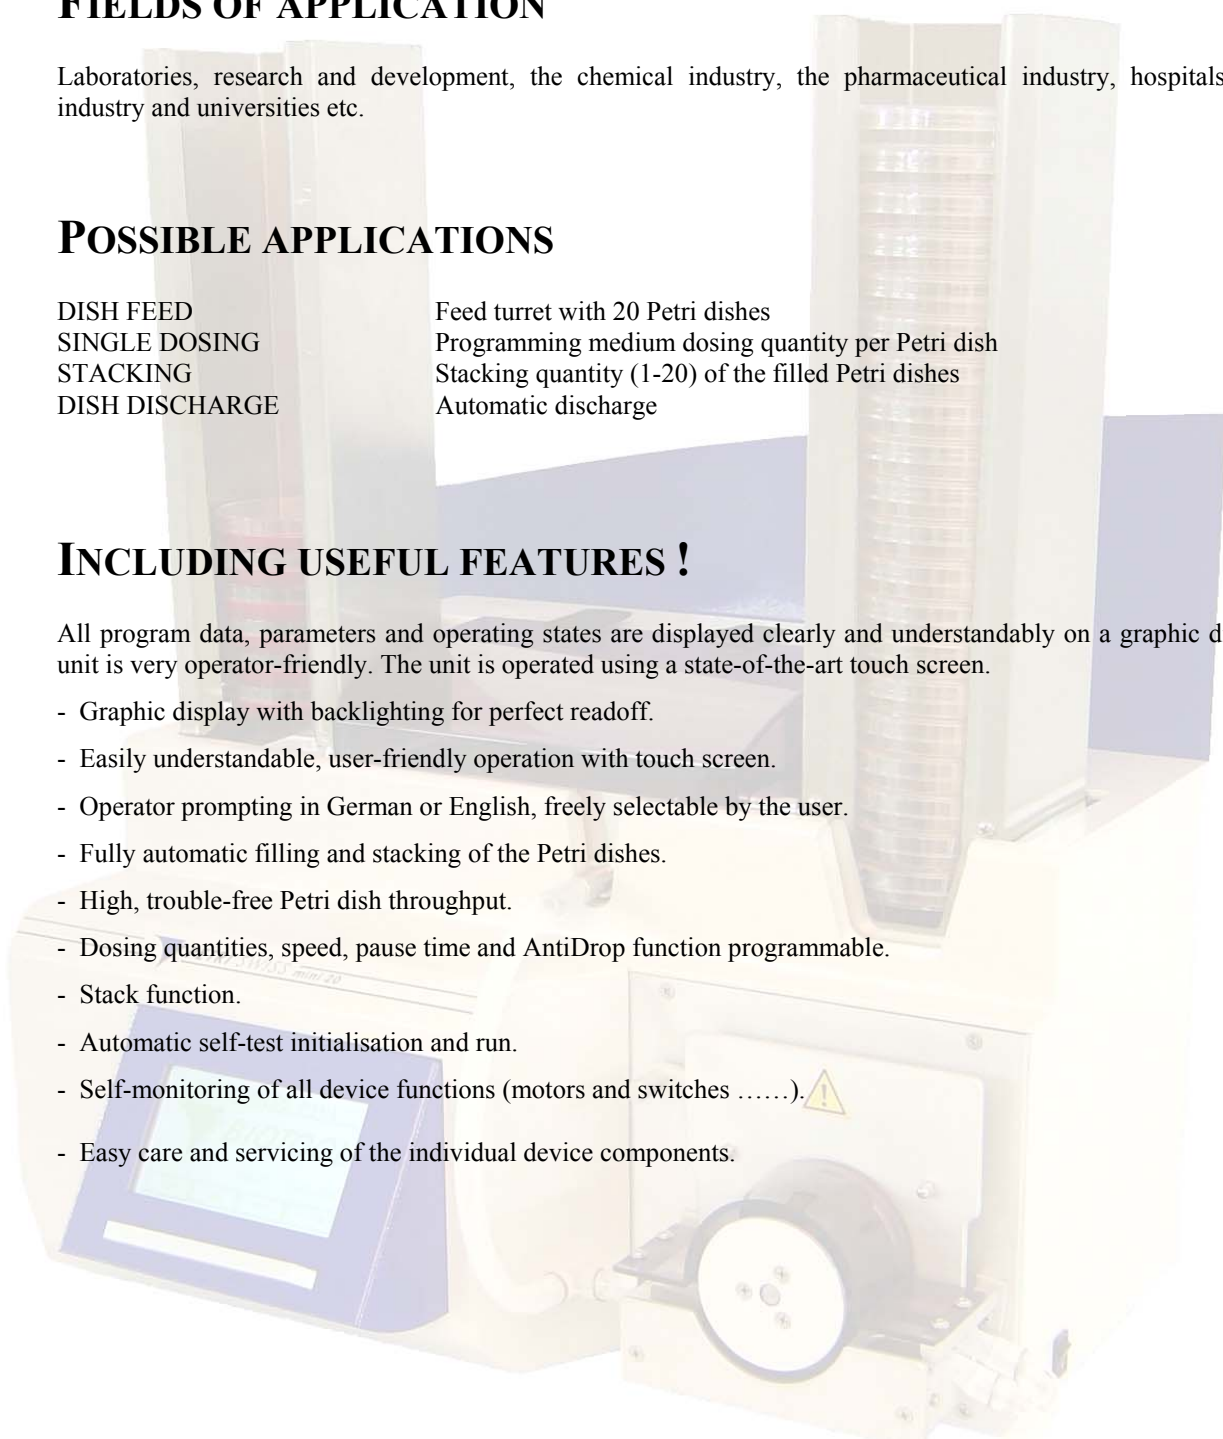 FIELDS OF APPLICATION
Laboratories, research and development, the chemical industry, the pharmaceutical industry, hospitals
industry and universities etc.
POSSIBLE APPLICATIONS
DISH FEED Feed turret with 20 Petri dishes
SINGLE DOSING Programming medium dosing quantity per Petri dish
STACKING Stacking quantity (1-20) of the filled Petri dishes
DISH DISCHARGE Automatic discharge
INCLUDING USEFUL FEATURES !
All program data, parameters and operating states are displayed clearly and understandably on a graphic d
unit is very operator-friendly. The unit is operated using a state-of-the-art touch screen.
- Graphic display with backlighting for perfect readoff.
- Easily understandable, user-friendly operation with touch screen.
- Operator prompting in German or English, freely selectable by the user.
- Fully automatic filling and stacking of the Petri dishes.
- High, trouble-free Petri dish throughput.
- Dosing quantities, speed, pause time and AntiDrop function programmable.
- Stack function.
- Automatic self-test initialisation and run.
- Self-monitoring of all device functions (motors and switches ……).
- Easy care and servicing of the individual device components.
mini 20